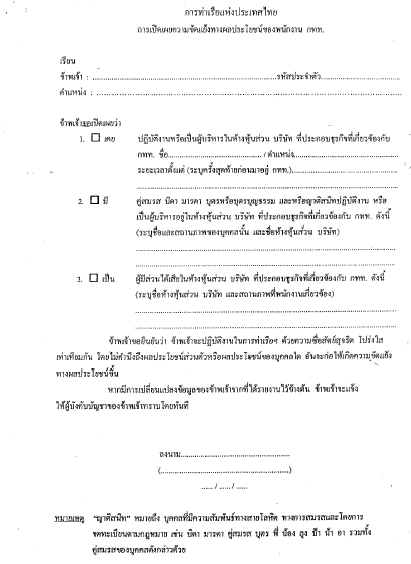 การท่าเรือแห่งประเทศไทย
การเปิดเผยความขัดแย้งทางผลประโยชน์ของพนักงาน กทท.
เรียน
ข้าพเจ้า : ............................................................รหัสประจำตัว..............................
ตำแหน่ง : ..............................................................................................
ข้าพเจ้าขอเปิดเผยว่า
1. ☐ เคย ปฏิบัติงานหรือเป็นผู้บริหารในห้างหุ้นส่วน บริษัท ที่ประกอบธุรกิจที่เกี่ยวข้องกับ
กทท. ชื่อ................................/ตำแหน่ง................................
ระยะเวลาตั้งแต่ (ระบุครั้งสุดท้ายก่อนมาอยู่ กทท.)................................
2. ☐ มี คู่สมรส บิดา มารดา บุตรหรือบุตรบุญธรรม และหรือญาติสนิทปฏิบัติงาน หรือ
เป็นผู้บริหารอยู่ในห้างหุ้นส่วน บริษัท ที่ประกอบธุรกิจที่เกี่ยวข้องกับ กทท. ดังนี้
(ระบุชื่อและสถานภาพของบุคคลนั้น และชื่อห้างหุ้นส่วน บริษัท)
................................................................................
................................................................................
3. ☐ เป็น ผู้มีส่วนได้เสียในห้างหุ้นส่วน บริษัท ที่ประกอบธุรกิจที่เกี่ยวข้องกับ กทท. ดังนี้
(ระบุชื่อห้างหุ้นส่วน บริษัท และสถานภาพที่พนักงานเกี่ยวข้อง)
................................................................................
................................................................................
ข้าพเจ้าขอยืนยันว่า ข้าพเจ้าจะปฏิบัติงานในการท่าเรือฯ ด้วยความซื่อสัตย์สุจริต โปร่งใส
เท่าเทียมกัน โดยไม่คำนึงถึงผลประโยชน์ส่วนตัวหรือผลประโยชน์ของบุคคลใด อันจะก่อให้เกิดความขัดแย้ง
ทางผลประโยชน์ขึ้น
หากมีการเปลี่ยนแปลงข้อมูลของข้าพเจ้าจากที่ได้รายงานไว้ข้างต้น ข้าพเจ้าจะแจ้ง
ให้ผู้บังคับบัญชาของข้าพเจ้าทราบโดยทันที
ลงนาม........................................
(........................................)
....../....../......
หมายเหตุ "ญาติสนิท" หมายถึง บุคคลที่มีความสัมพันธ์ทางสายโลหิต ทางการสมรสและโดยการ
จดทะเบียนตามกฎหมาย เช่น บิดา มารดา คู่สมรส บุตร พี่ น้อง ลุง ป้า น้า อา รวมทั้ง
คู่สมรสของบุคคลดังกล่าวด้วย